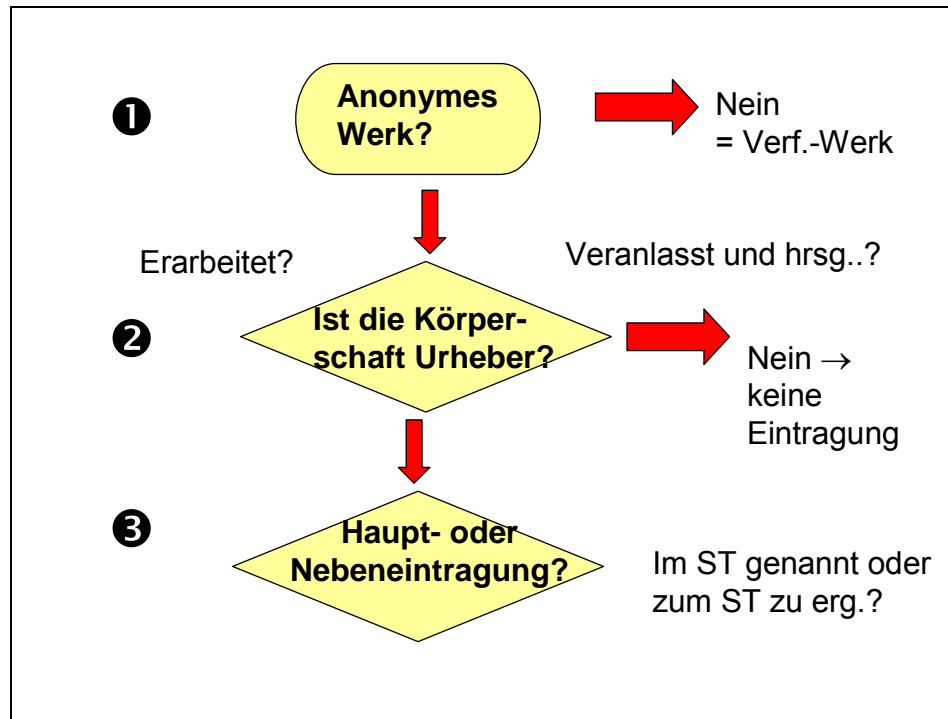 ❶
Anonymes
Werk?
Nein
= Verf.-Werk
Erarbeitet?
Veranlasst und hrsg..?
❷
Ist die Körper-
schaft Urheber?
Nein →
keine
Eintragung
❸
Haupt- oder
Nebeneintragung?
Im ST genannt oder
zum ST zu erg.?